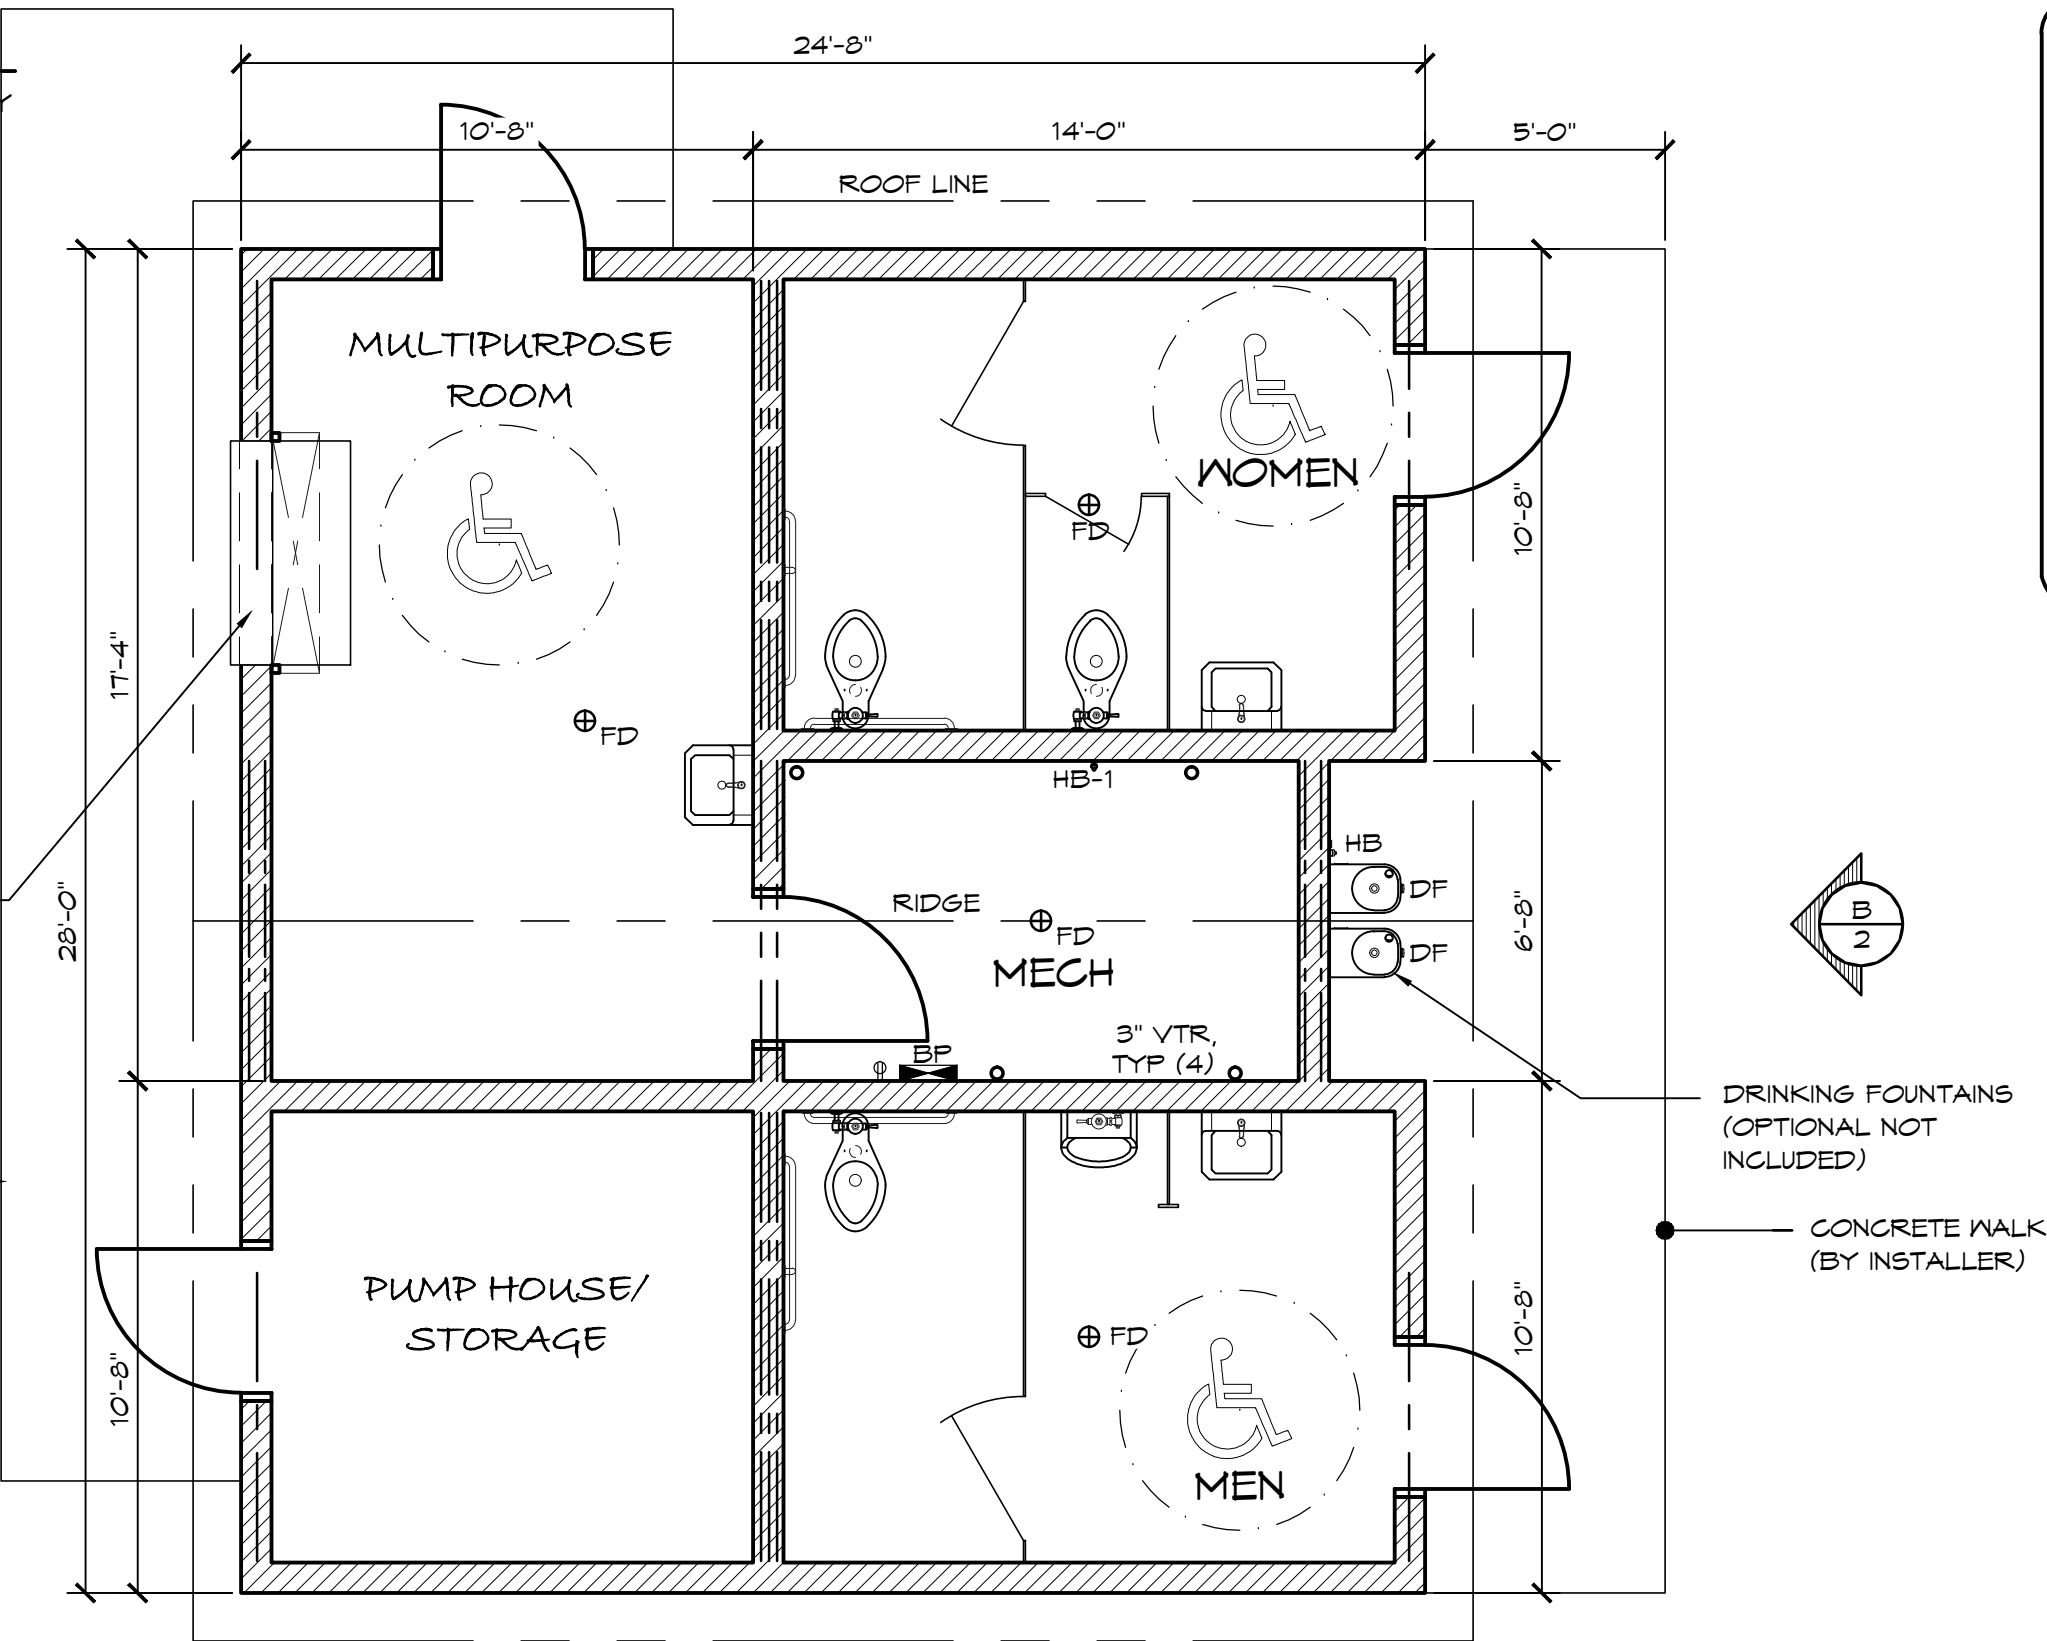 24'-8"
10'-8"
14'-0"
5'-0"
ROOF LINE
MULTIPURPOSE
ROOM
WOMEN
10'-8"
FD
17'-4"
FD
HB-1
HB
DF
28'-0"
RIDGE
FD
6'-8"
B
2
DF
MECH
3" VTR,
TYP (4)
BP
DRINKING FOUNTAINS
(OPTIONAL NOT
INCLUDED)
CONCRETE WALK
(BY INSTALLER)
PUMP HOUSE/
STORAGE
FD
10'-8"
10'-8"
MEN